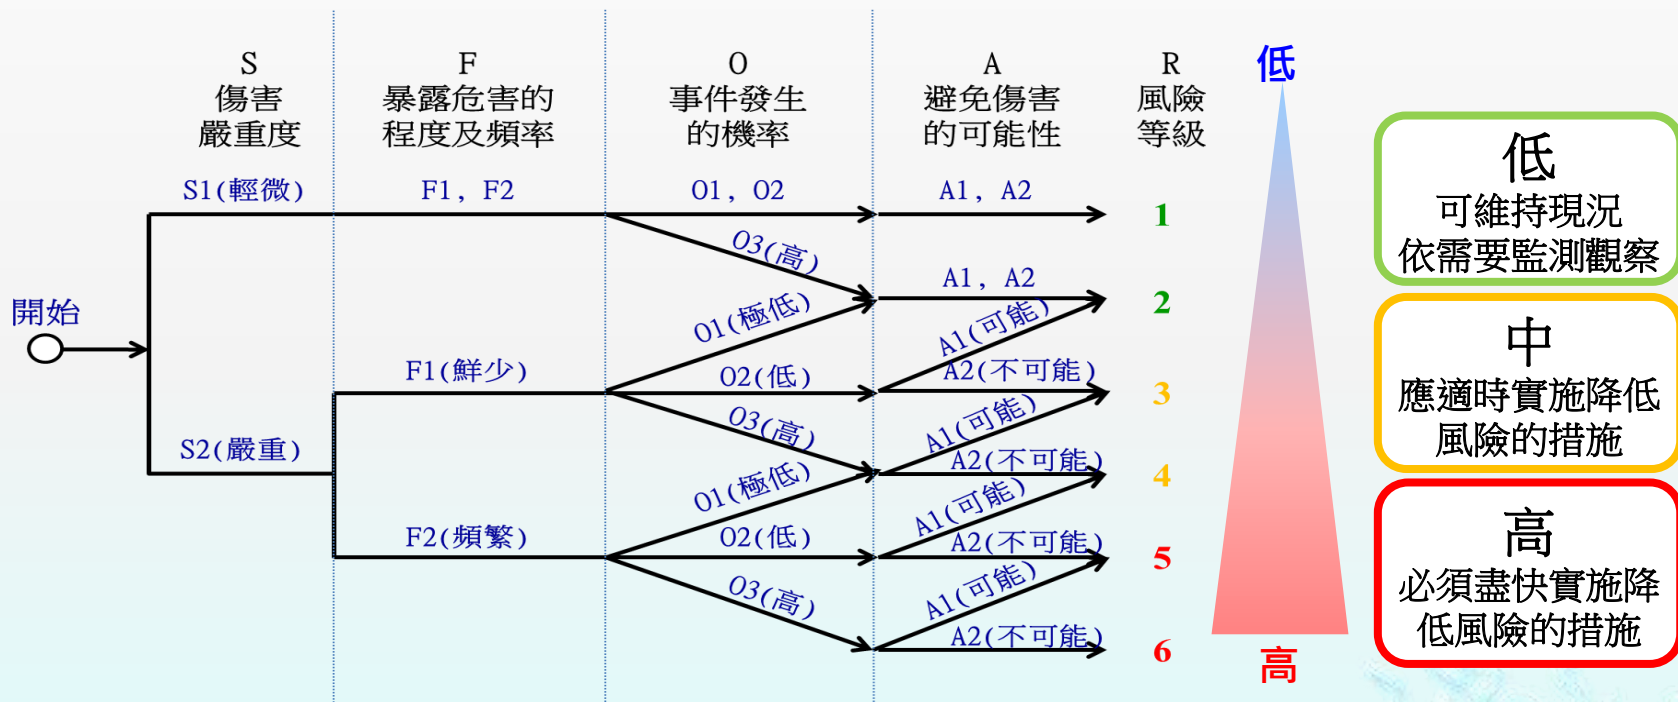 S
傷害
嚴重度
F
暴露危害的
程度及頻率
O
事件發生
的機率
A
避免傷害
的可能性
R
風險
等級
低
S1(輕微)
F1, F2
O1, O2
A1, A2
1
O3(高)
A1, A2
2
開始
O1(極低)
A1(可能)
F1(鮮少)
O2(低)
A2(不可能)
3
O3(高)
A1(可能)
S2(嚴重)
A2(不可能)
4
O1(極低)
A1(可能)
F2(頻繁)
O2(低)
A2(不可能)
5
O3(高)
A1(可能)
A2(不可能)
6
高
低
可維持現況
依需要監測觀察
中
應適時實施降低
風險的措施
高
必須盡快實施降
低風險的措施